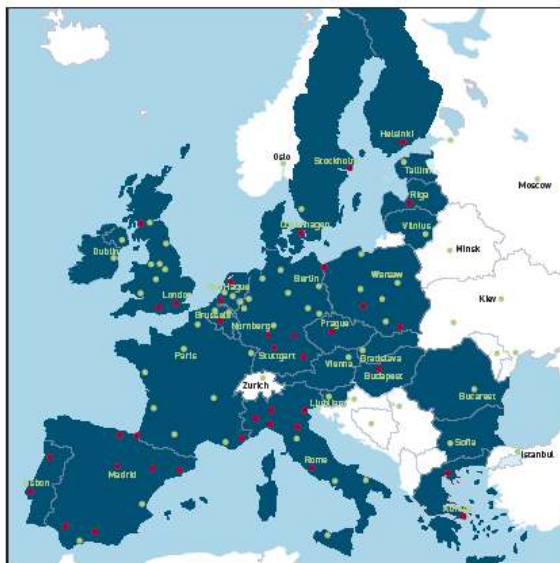 Helsinki
Oslo
Stockholm
Tallinn
Moscow
Riga
Copenhagen
Vilnius
Minsk
Dublin
Berlin
Warsaw
Hague
London
Kiev
Brussels
Nürnberg
Prague
Paris
Stuttgart
Vienna
Bratislava
Budapest
Zurich
Ljubljana
Bucarest
Sofia
Istanbul
Rome
Madrid
Lisbon
Athens